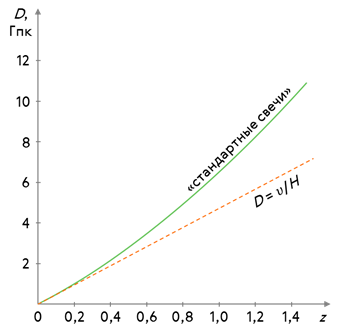 D,
Гпк
12
10
8
6
4
2
«стандартные свечи»
D = υ/H
0
0,2
0,4
0,6
0,8
1,0
1,2
1,4
z